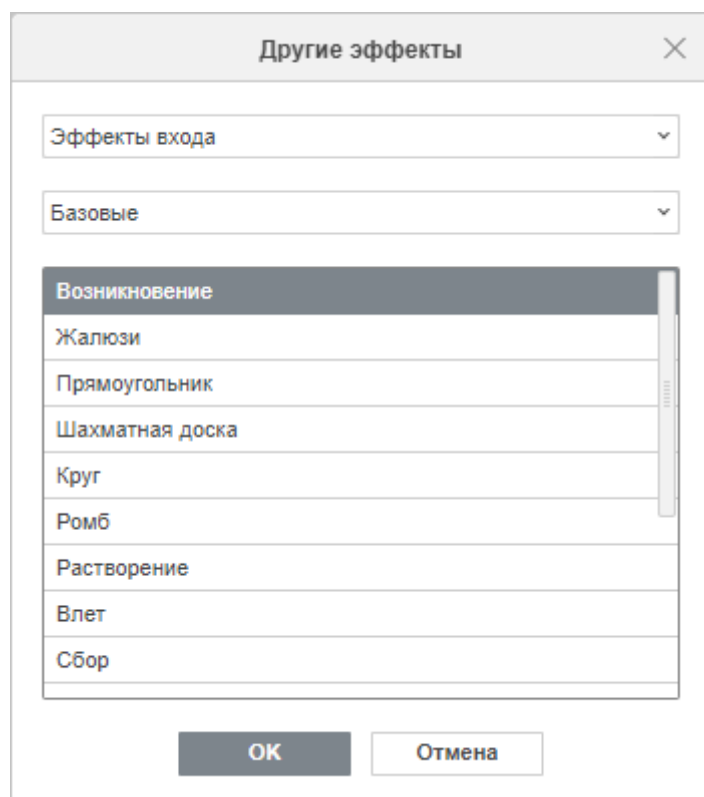 Другие эффекты
Эффекты входа
Базовые
Возникновение
Жалюзи
Прямоугольник
Шахматная доска
Круг
Ромб
Растворение
Влет
Сбор
OK
Отмена